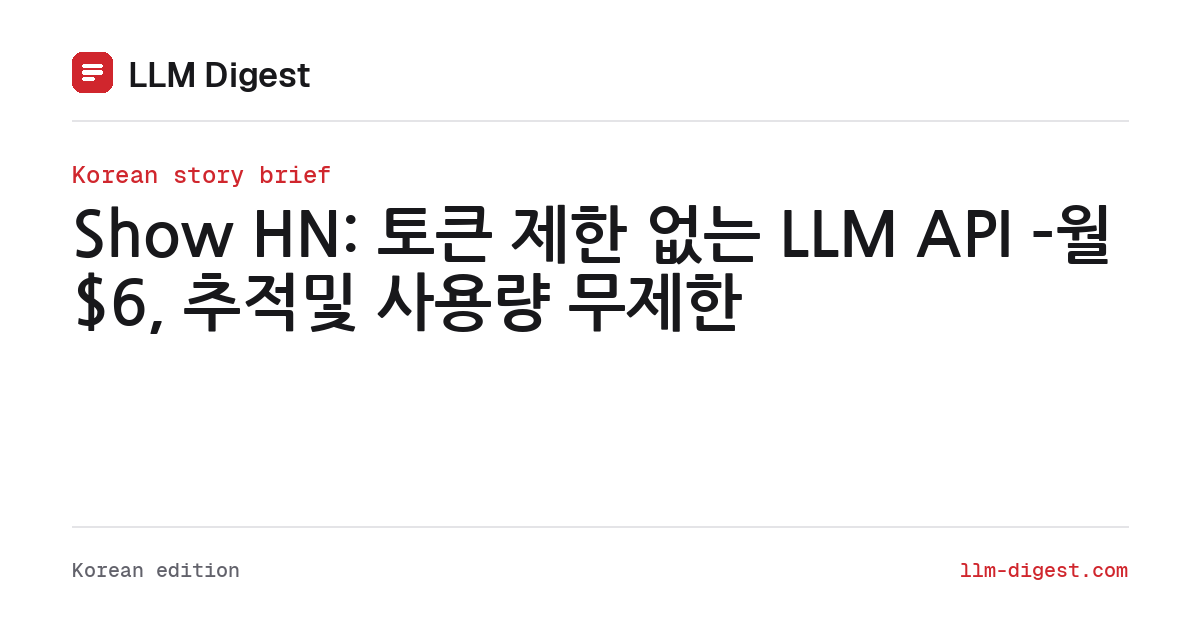 LLM Digest
Korean story brief
Show HN: 토큰 제한 없는 LLM API -월
$6, 추적및 사용량 무제한
Korean edition
llm-digest.com